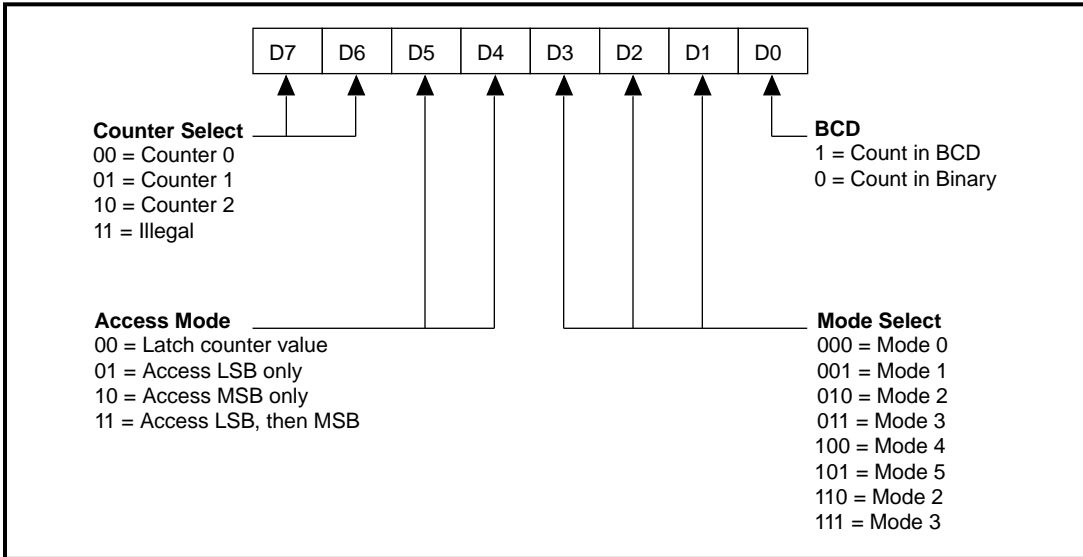 D7 D6 D5 D4 D3 D2 D1 D0
Counter Select
00 = Counter 0
01 = Counter 1
10 = Counter 2
11 = Illegal
BCD
1 = Count in BCD
0 = Count in Binary
Access Mode
00 = Latch counter value
01 = Access LSB only
10 = Access MSB only
11 = Access LSB, then MSB
Mode Select
000 = Mode 0
001 = Mode 1
010 = Mode 2
011 = Mode 3
100 = Mode 4
101 = Mode 5
110 = Mode 2
111 = Mode 3